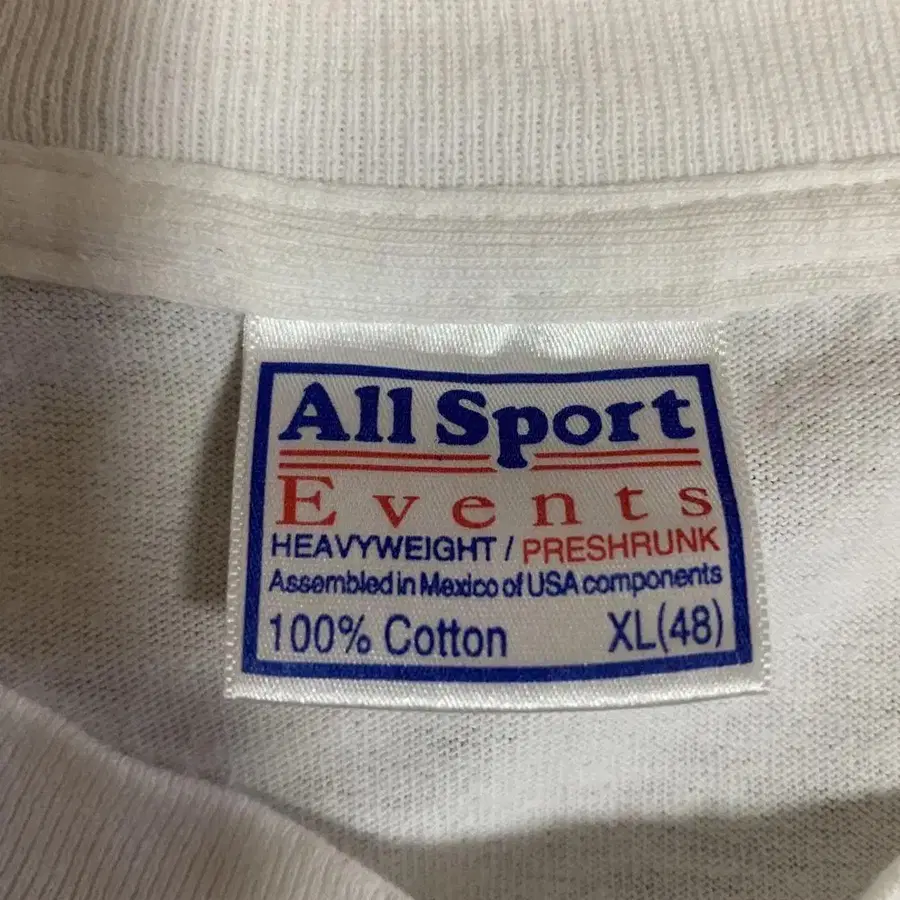 All Sport
Events
HEAVYWEIGHT / PRESHRUNK
Assembled in Mexico of USA components
100% Cotton XL(48)